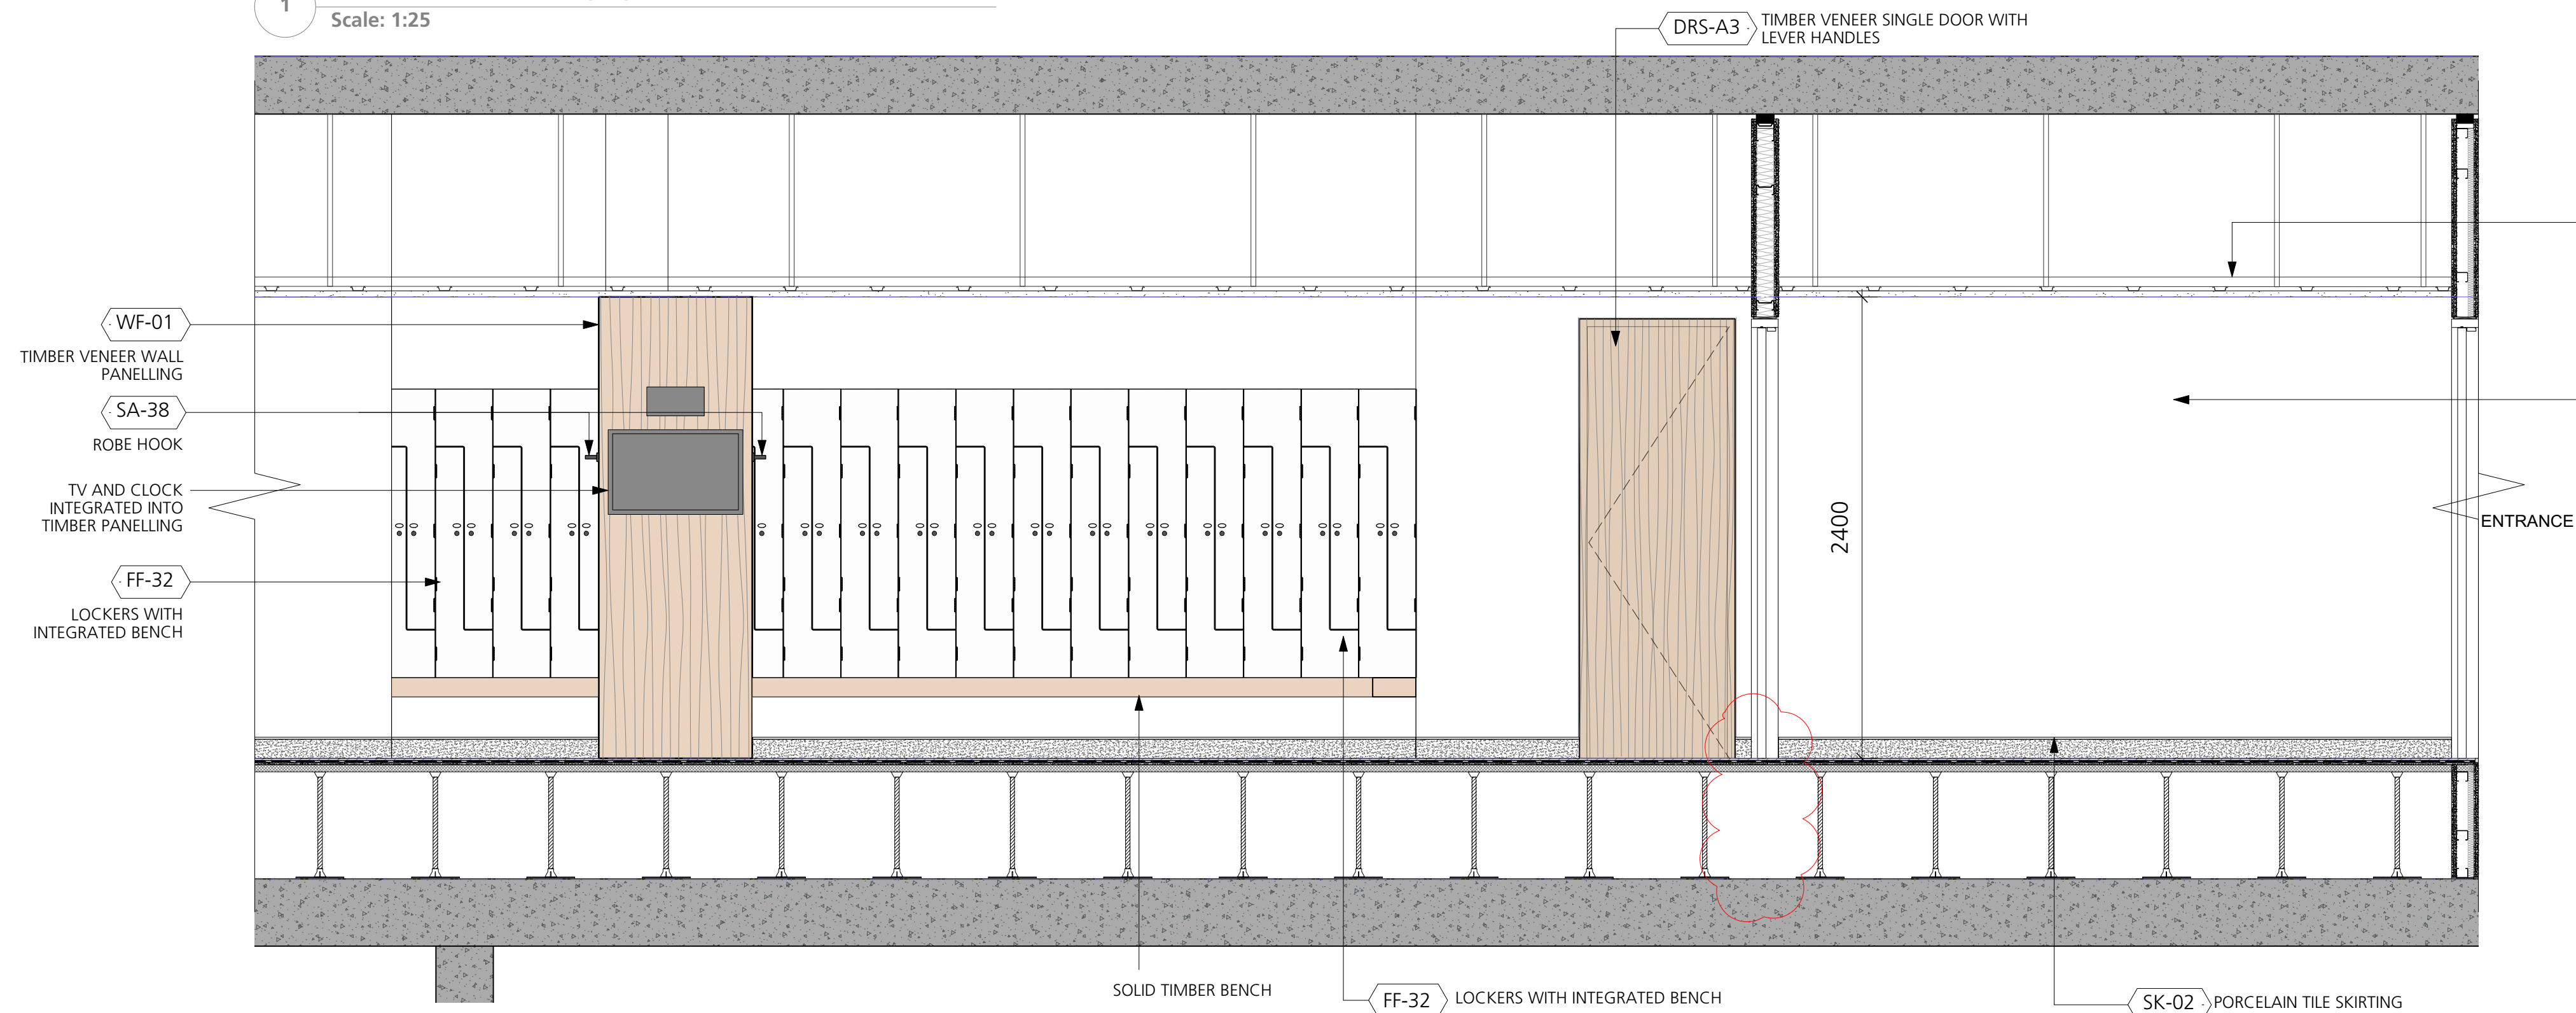 1
Scale: 1:25
DRS-A3
TIMBER VENEER SINGLE DOOR WITH
LEVER HANDLES
WF-01
TIMBER VENEER WALL
PANELLING
SA-38
ROBE HOOK
TV AND CLOCK
INTEGRATED INTO
TIMBER PANELLING
FF-32
LOCKERS WITH
INTEGRATED BENCH
2400
ENTRANCE
SOLID TIMBER BENCH
FF-32
LOCKERS WITH INTEGRATED BENCH
SK-02
PORCELAIN TILE SKIRTING